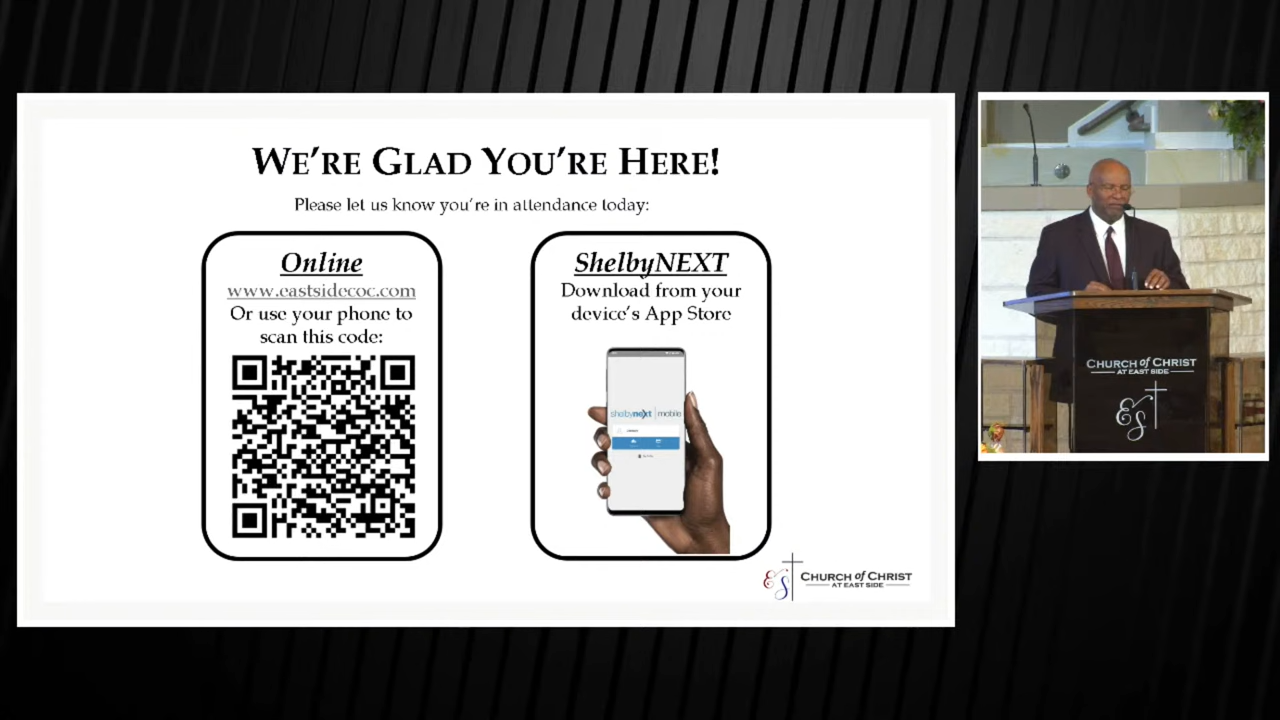 WE'RE GLAD YOU'RE HERE!
Please let us know you're in attendance today:
Online
www.eastsidecoc.com
Or use your phone to
scan this code:
ShelbyNEXT
Download from your
device's App Store
shelbynext | mobile
ES
CHURCH of CHRIST
AT EAST SIDE
CHURCH of CHRIST
AT EAST SIDE
ES